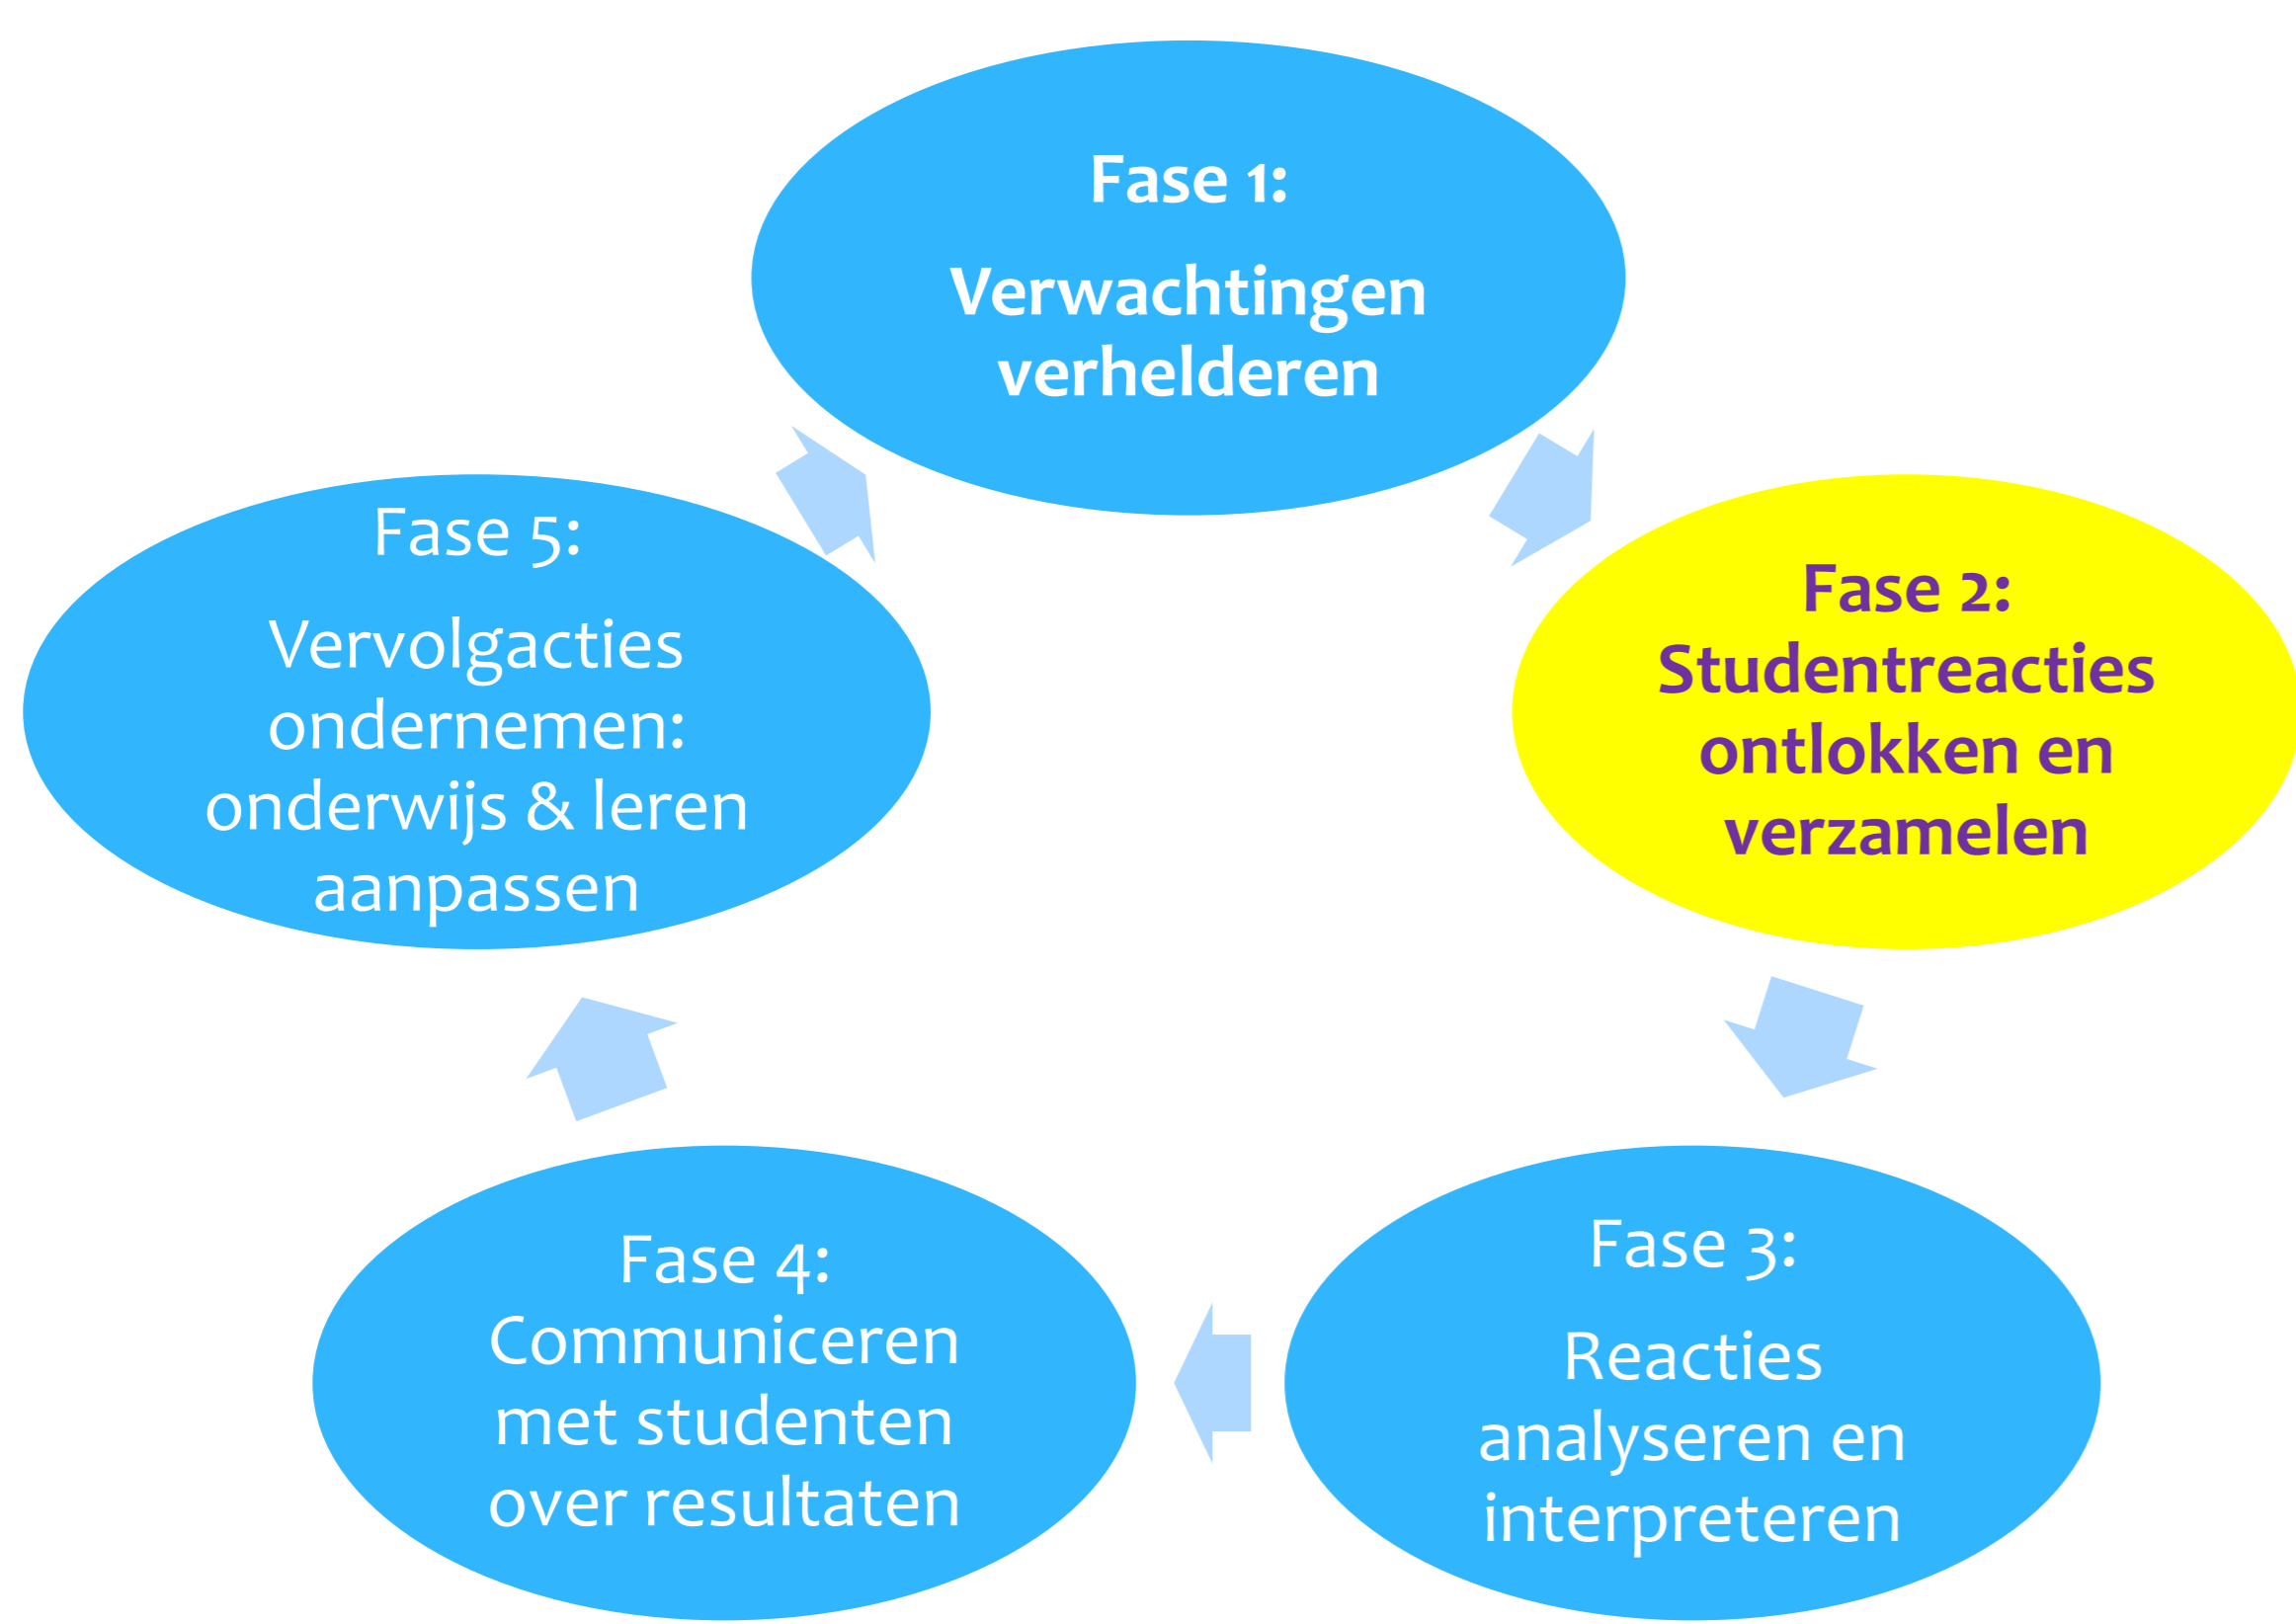 Fase 1:
Verwachtingen
verhelderen
Fase 2:
Studentreacties
ontlokken en
verzamelen
Fase 3:
Reacties
analyseren en
interpreteren
Fase 4:
Communiceren
met studenten
over resultaten
Fase 5:
Vervolgacties
ondernemen:
onderwijs & leren
aanpassen